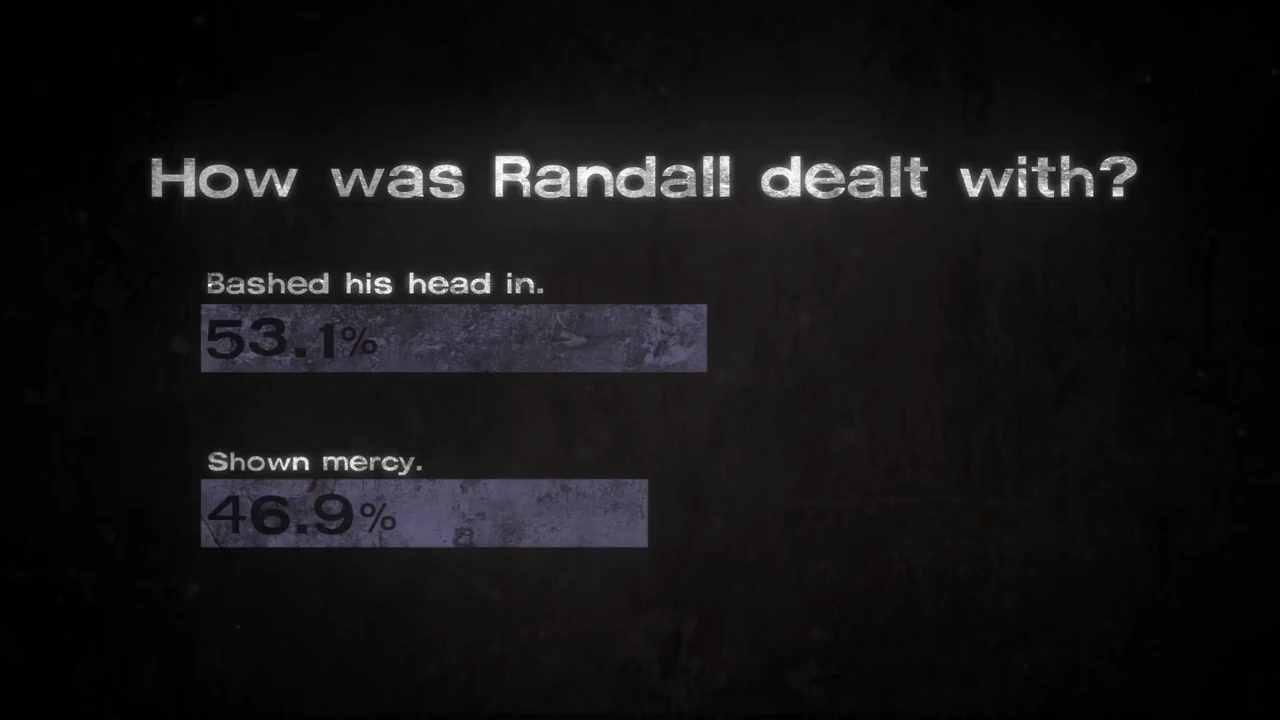 How was Randall dealt with?
Bashed his head in.
53.1%
Shown mercy.
46.9%